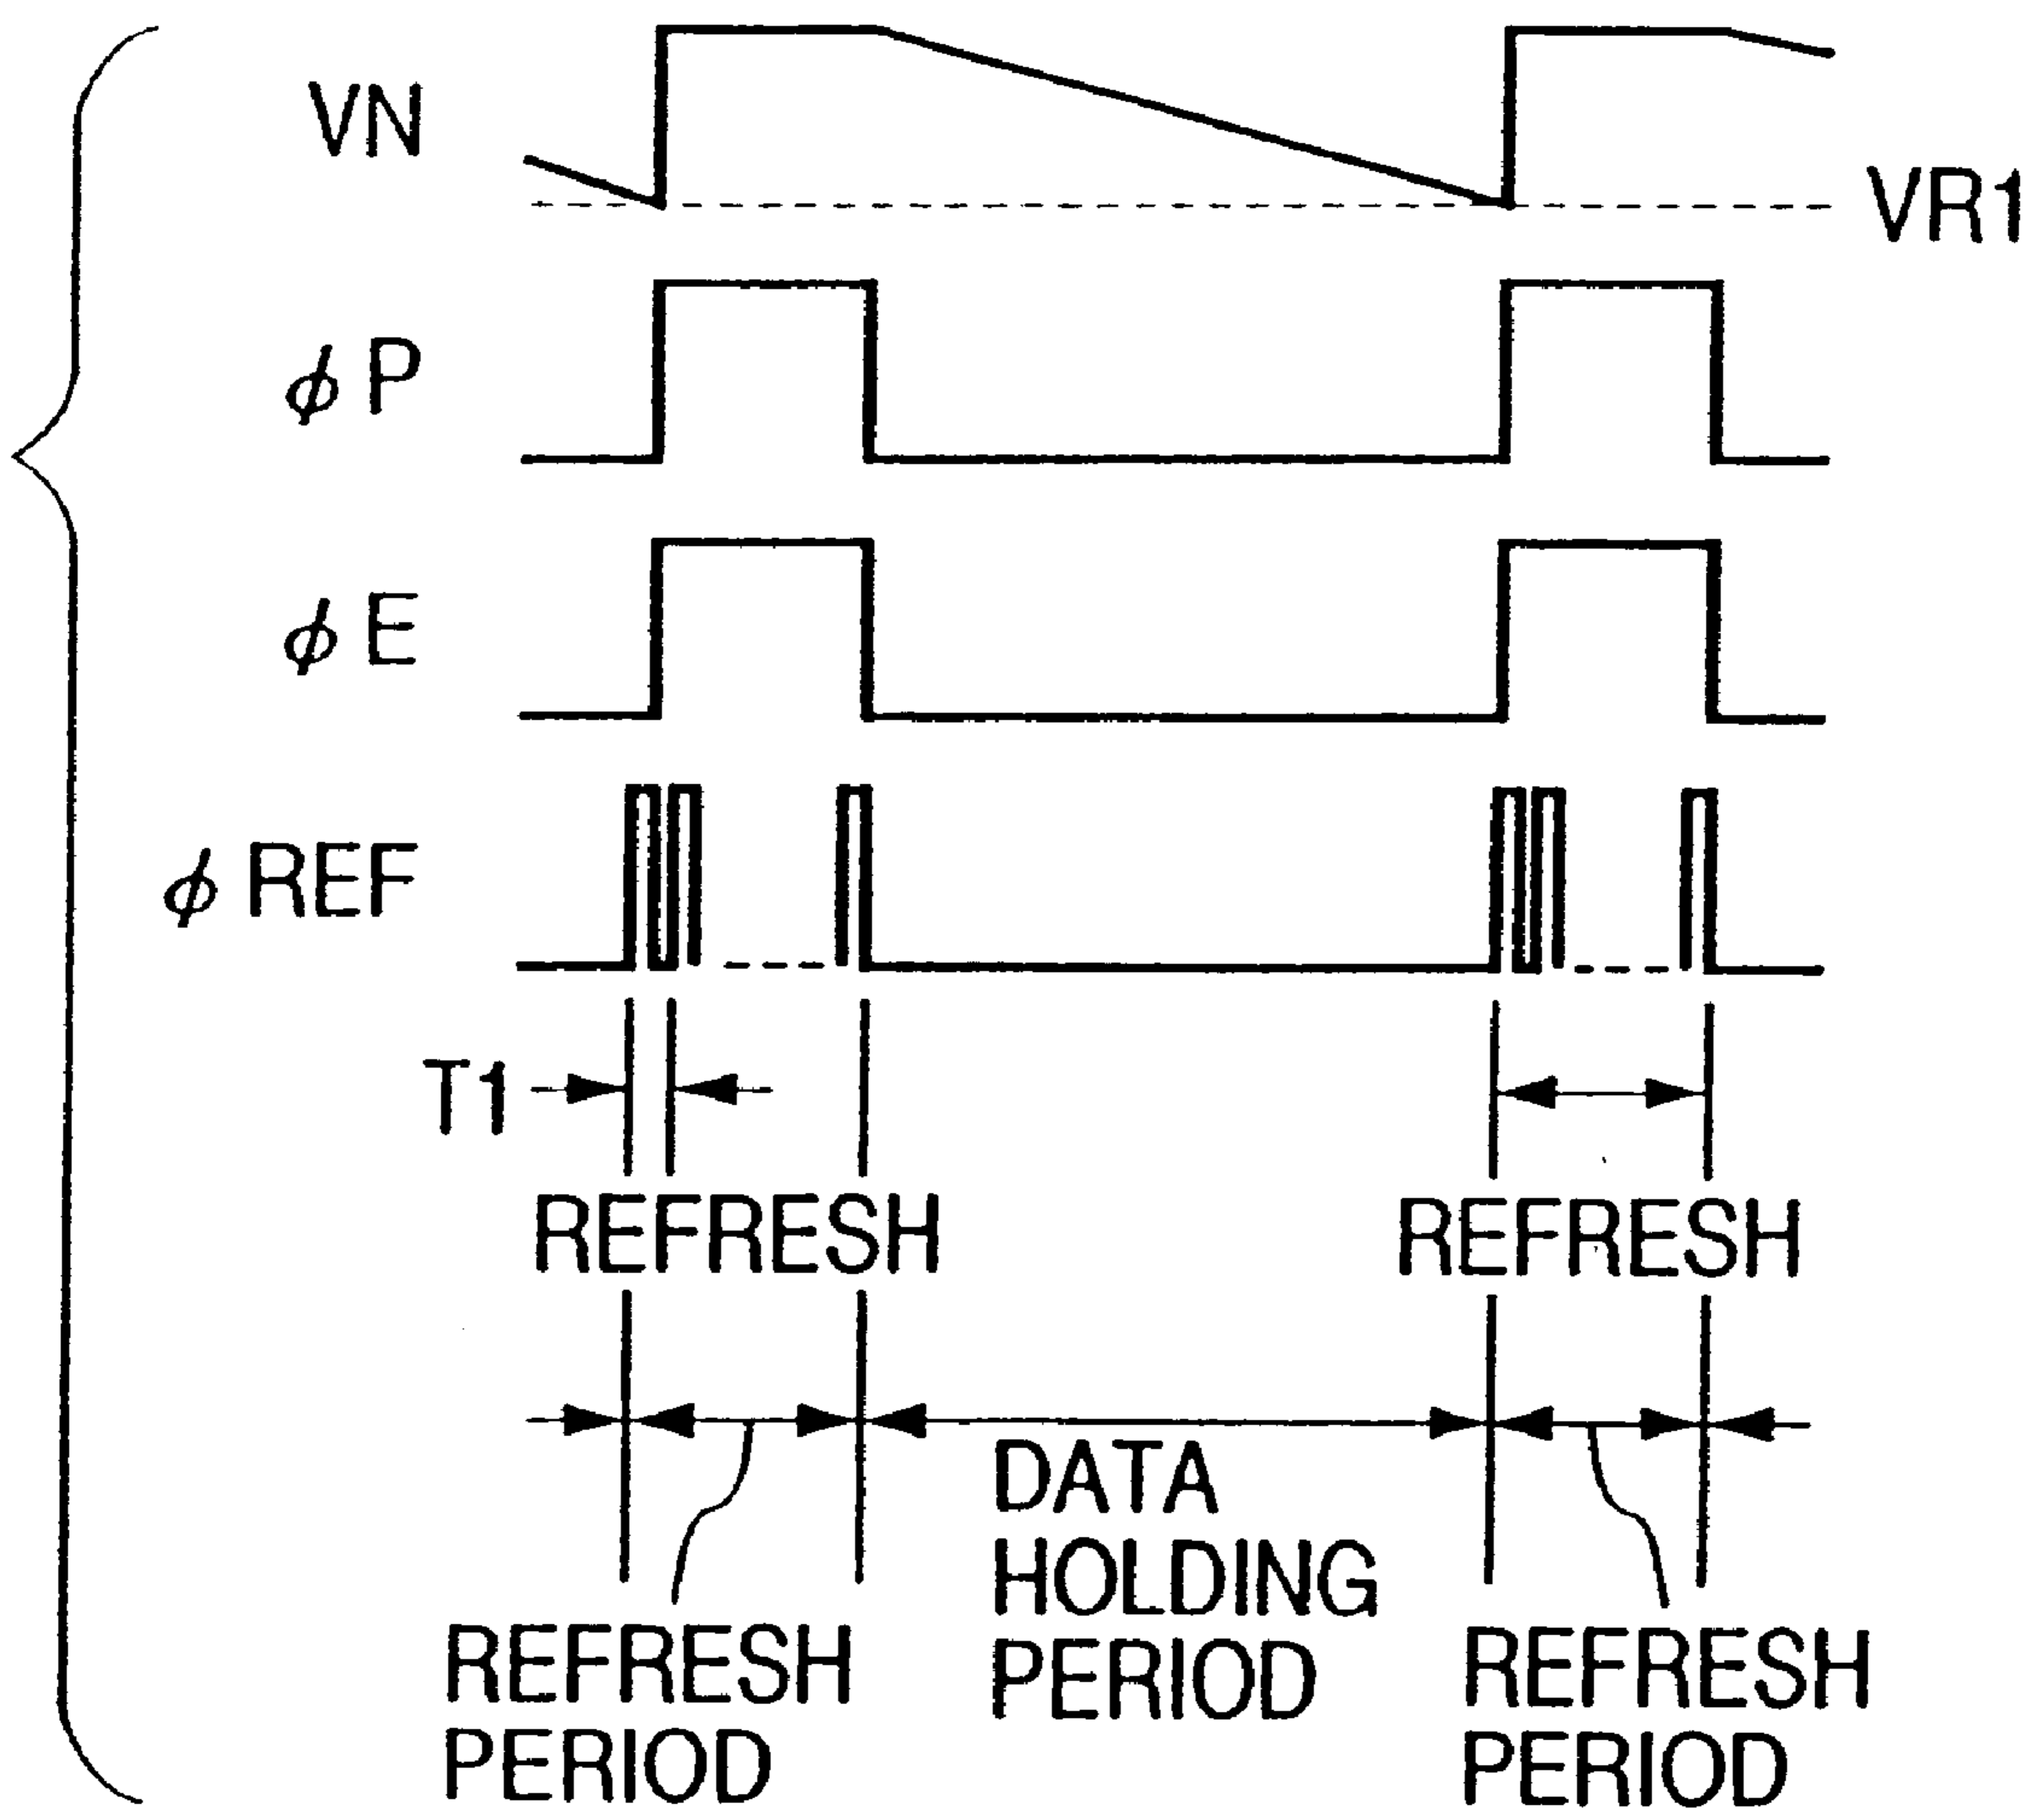 VN
VR1
ϕP
ϕE
ϕREF
T1
REFRESH
REFRESH
DATA
HOLDING
PERIOD
REFRESH
PERIOD
REFRESH
PERIOD